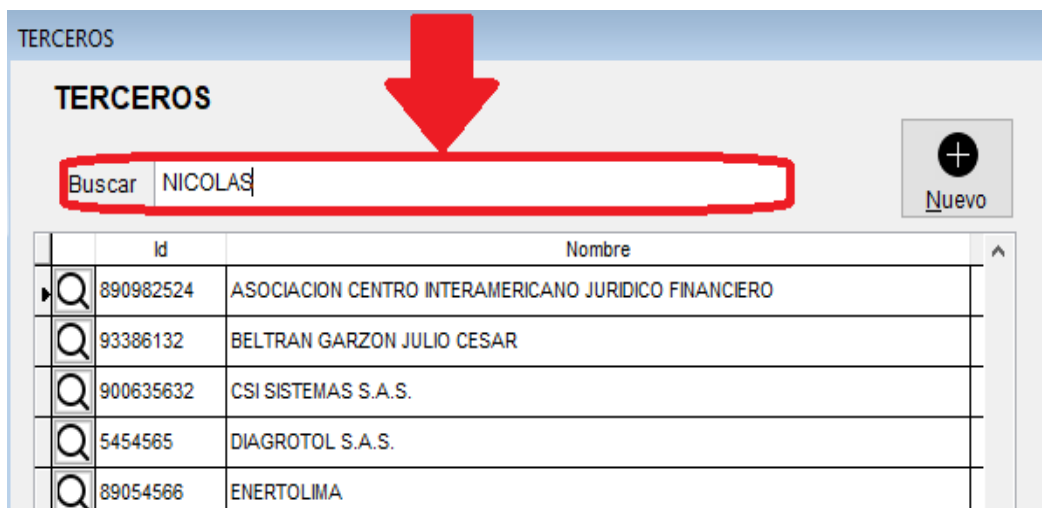 TERCEROS
TERCEROS
Buscar NICOLAS
Nuevo
Id Nombre
890982524 ASOCIACION CENTRO INTERAMERICANO JURIDICO FINANCIERO
93386132 BELTRAN GARZON JULIO CESAR
900635632 CSI SISTEMAS S.A.S.
5454565 DIAGROTOL S.A.S.
89054566 ENERTOLIMA